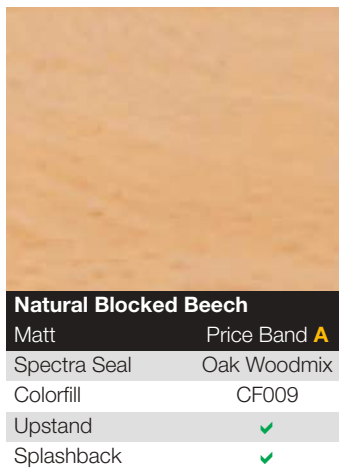 Natural Blocked Beech
Matt Price Band A
Spectra Seal Oak Woodmix
Colorfill CF009
Upstand ✓
Splashback ✓